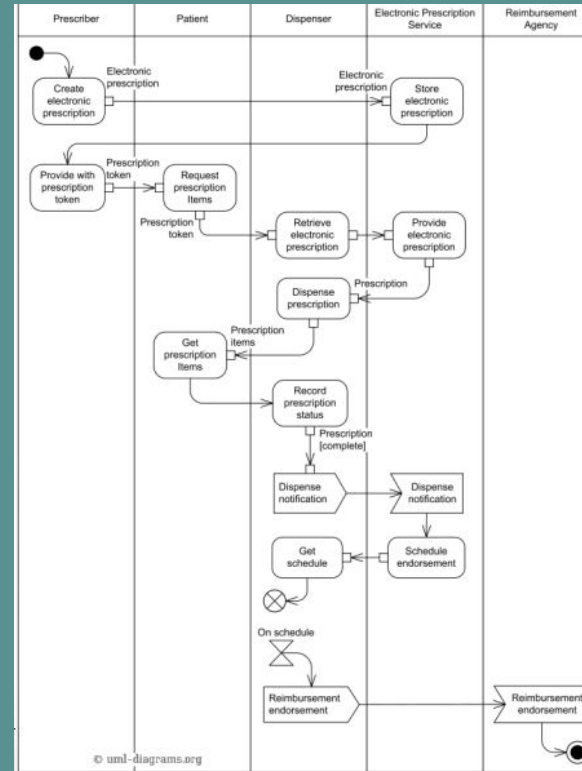 Prescriber
Patient
Dispenser
Electronic Prescription
Service
Reimbursement
Agency
Create
electronic
prescription
Electronic
prescription
Electronic
prescription
Store
electronic
prescription
Provide with
prescription
token
Prescription
token
Request
prescription
Items
Prescription
token
Retrieve
electronic
prescription
Provide
electronic
prescription
Dispense
prescription
Prescription
Get
prescription
Items
Prescription
items
Record
prescription
status
Prescription
[complete]
Dispense
notification
Dispense
notification
Get
schedule
Schedule
endorsement
On schedule
Reimbursement
endorsement
Reimbursement
endorsement
© uml-diagrams.org